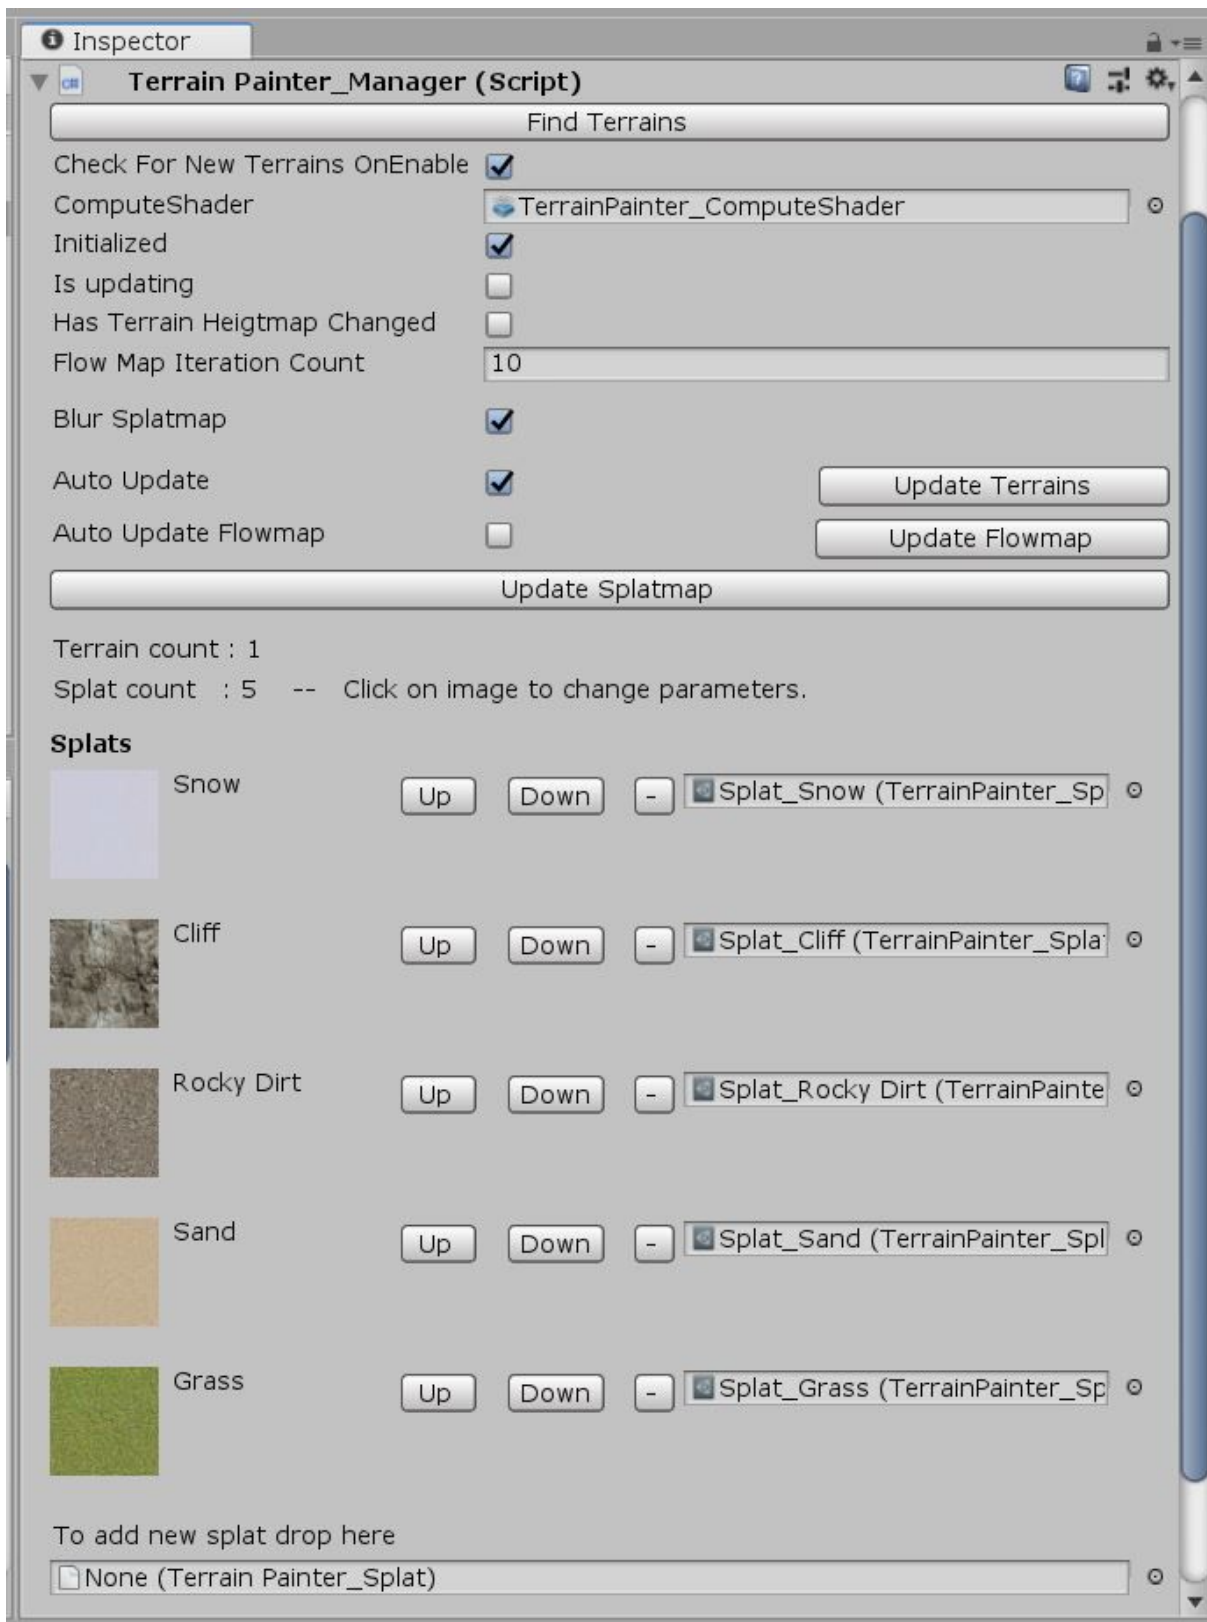 Inspector
Terrain Painter_Manager (Script)
Find Terrains
Check For New Terrains OnEnable
ComputeShader TerrainPainter_ComputeShader
Initialized
Is updating
Has Terrain Heigtmap Changed
Flow Map Iteration Count 10
Blur Splatmap
Auto Update Update Terrains
Auto Update Flowmap Update Flowmap
Update Splatmap
Terrain count : 1
Splat count : 5 -- Click on image to change parameters.
Splats
Snow Up Down - Splat_Snow (TerrainPainter_Sp
Cliff Up Down - Splat_Cliff (TerrainPainter_Spla
Rocky Dirt Up Down - Splat_Rocky Dirt (TerrainPainte
Sand Up Down - Splat_Sand (TerrainPainter_Spl
Grass Up Down - Splat_Grass (TerrainPainter_Sp
To add new splat drop here
None (Terrain Painter_Splat)